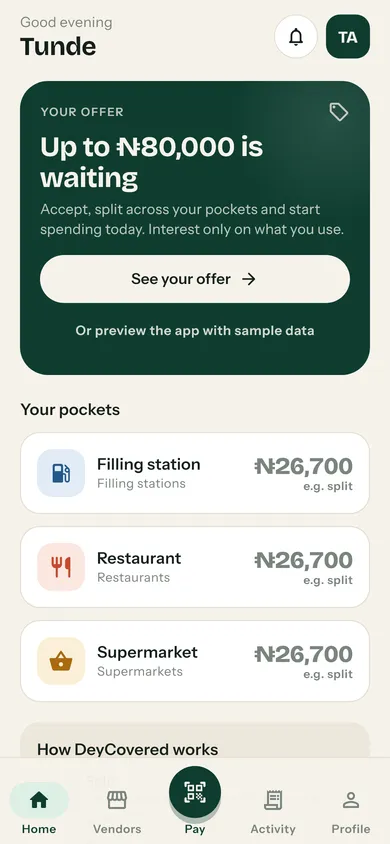 Good evening
Tunde
TA
YOUR OFFER
Up to ₦80,000 is
waiting
Accept, split across your pockets and start
spending today. Interest only on what you use.
See your offer →
Or preview the app with sample data
Your pockets
Filling station
Filling stations
₦26,700
e.g. split
Restaurant
Restaurants
₦26,700
e.g. split
Supermarket
Supermarkets
₦26,700
e.g. split
How DeyCovered works
Home
Vendors
Pay
Activity
Profile